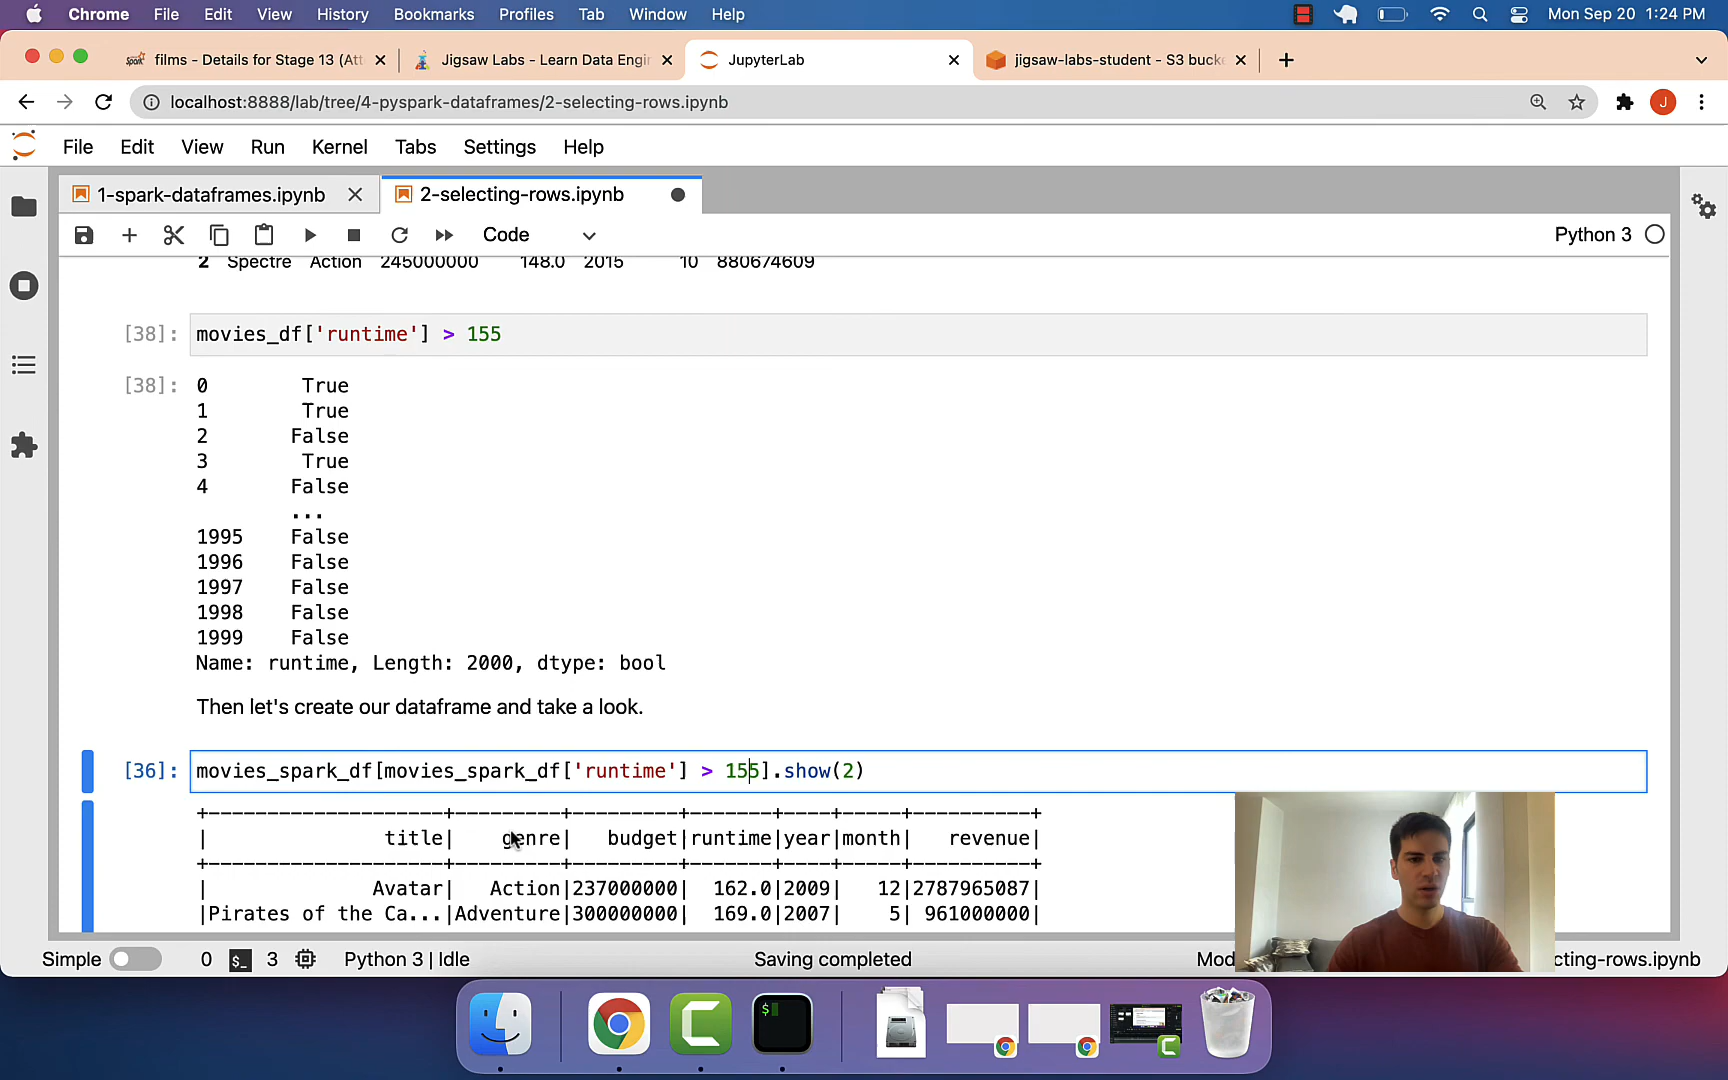 Chrome File Edit View History Bookmarks Profiles Tab Window Help Mon Sep 20 1:24 PM
films - Details for Stage 13 (Att Jigsaw Labs - Learn Data Engin JupyterLab jigsaw-labs-student - S3 bucke
localhost:8888/lab/tree/4-pyspark-dataframes/2-selecting-rows.ipynb J
File Edit View Run Kernel Tabs Settings Help
1-spark-dataframes.ipynb 2-selecting-rows.ipynb
Code Python 3
2 Spectre Action 245000000 148.0 2015 10 880674609
[38]: movies_df['runtime'] > 155
[38]: 0 True
1 True
2 False
3 True
4 False
...
1995 False
1996 False
1997 False
1998 False
1999 False
Name: runtime, Length: 2000, dtype: bool
Then let's create our dataframe and take a look.
[36]: movies_spark_df[movies_spark_df['runtime'] > 155].show(2)
+--------------------+---------+---------+-------+----+-----+----------+
| title| genre| budget|runtime|year|month| revenue|
+--------------------+---------+---------+-------+----+-----+----------+
| Avatar| Action|237000000| 162.0|2009| 12|2787965087|
|Pirates of the Ca...|Adventure|300000000| 169.0|2007| 5| 961000000|
Simple 0 $_ 3 Python 3 | Idle Saving completed Mod cting-rows.ipynb
$